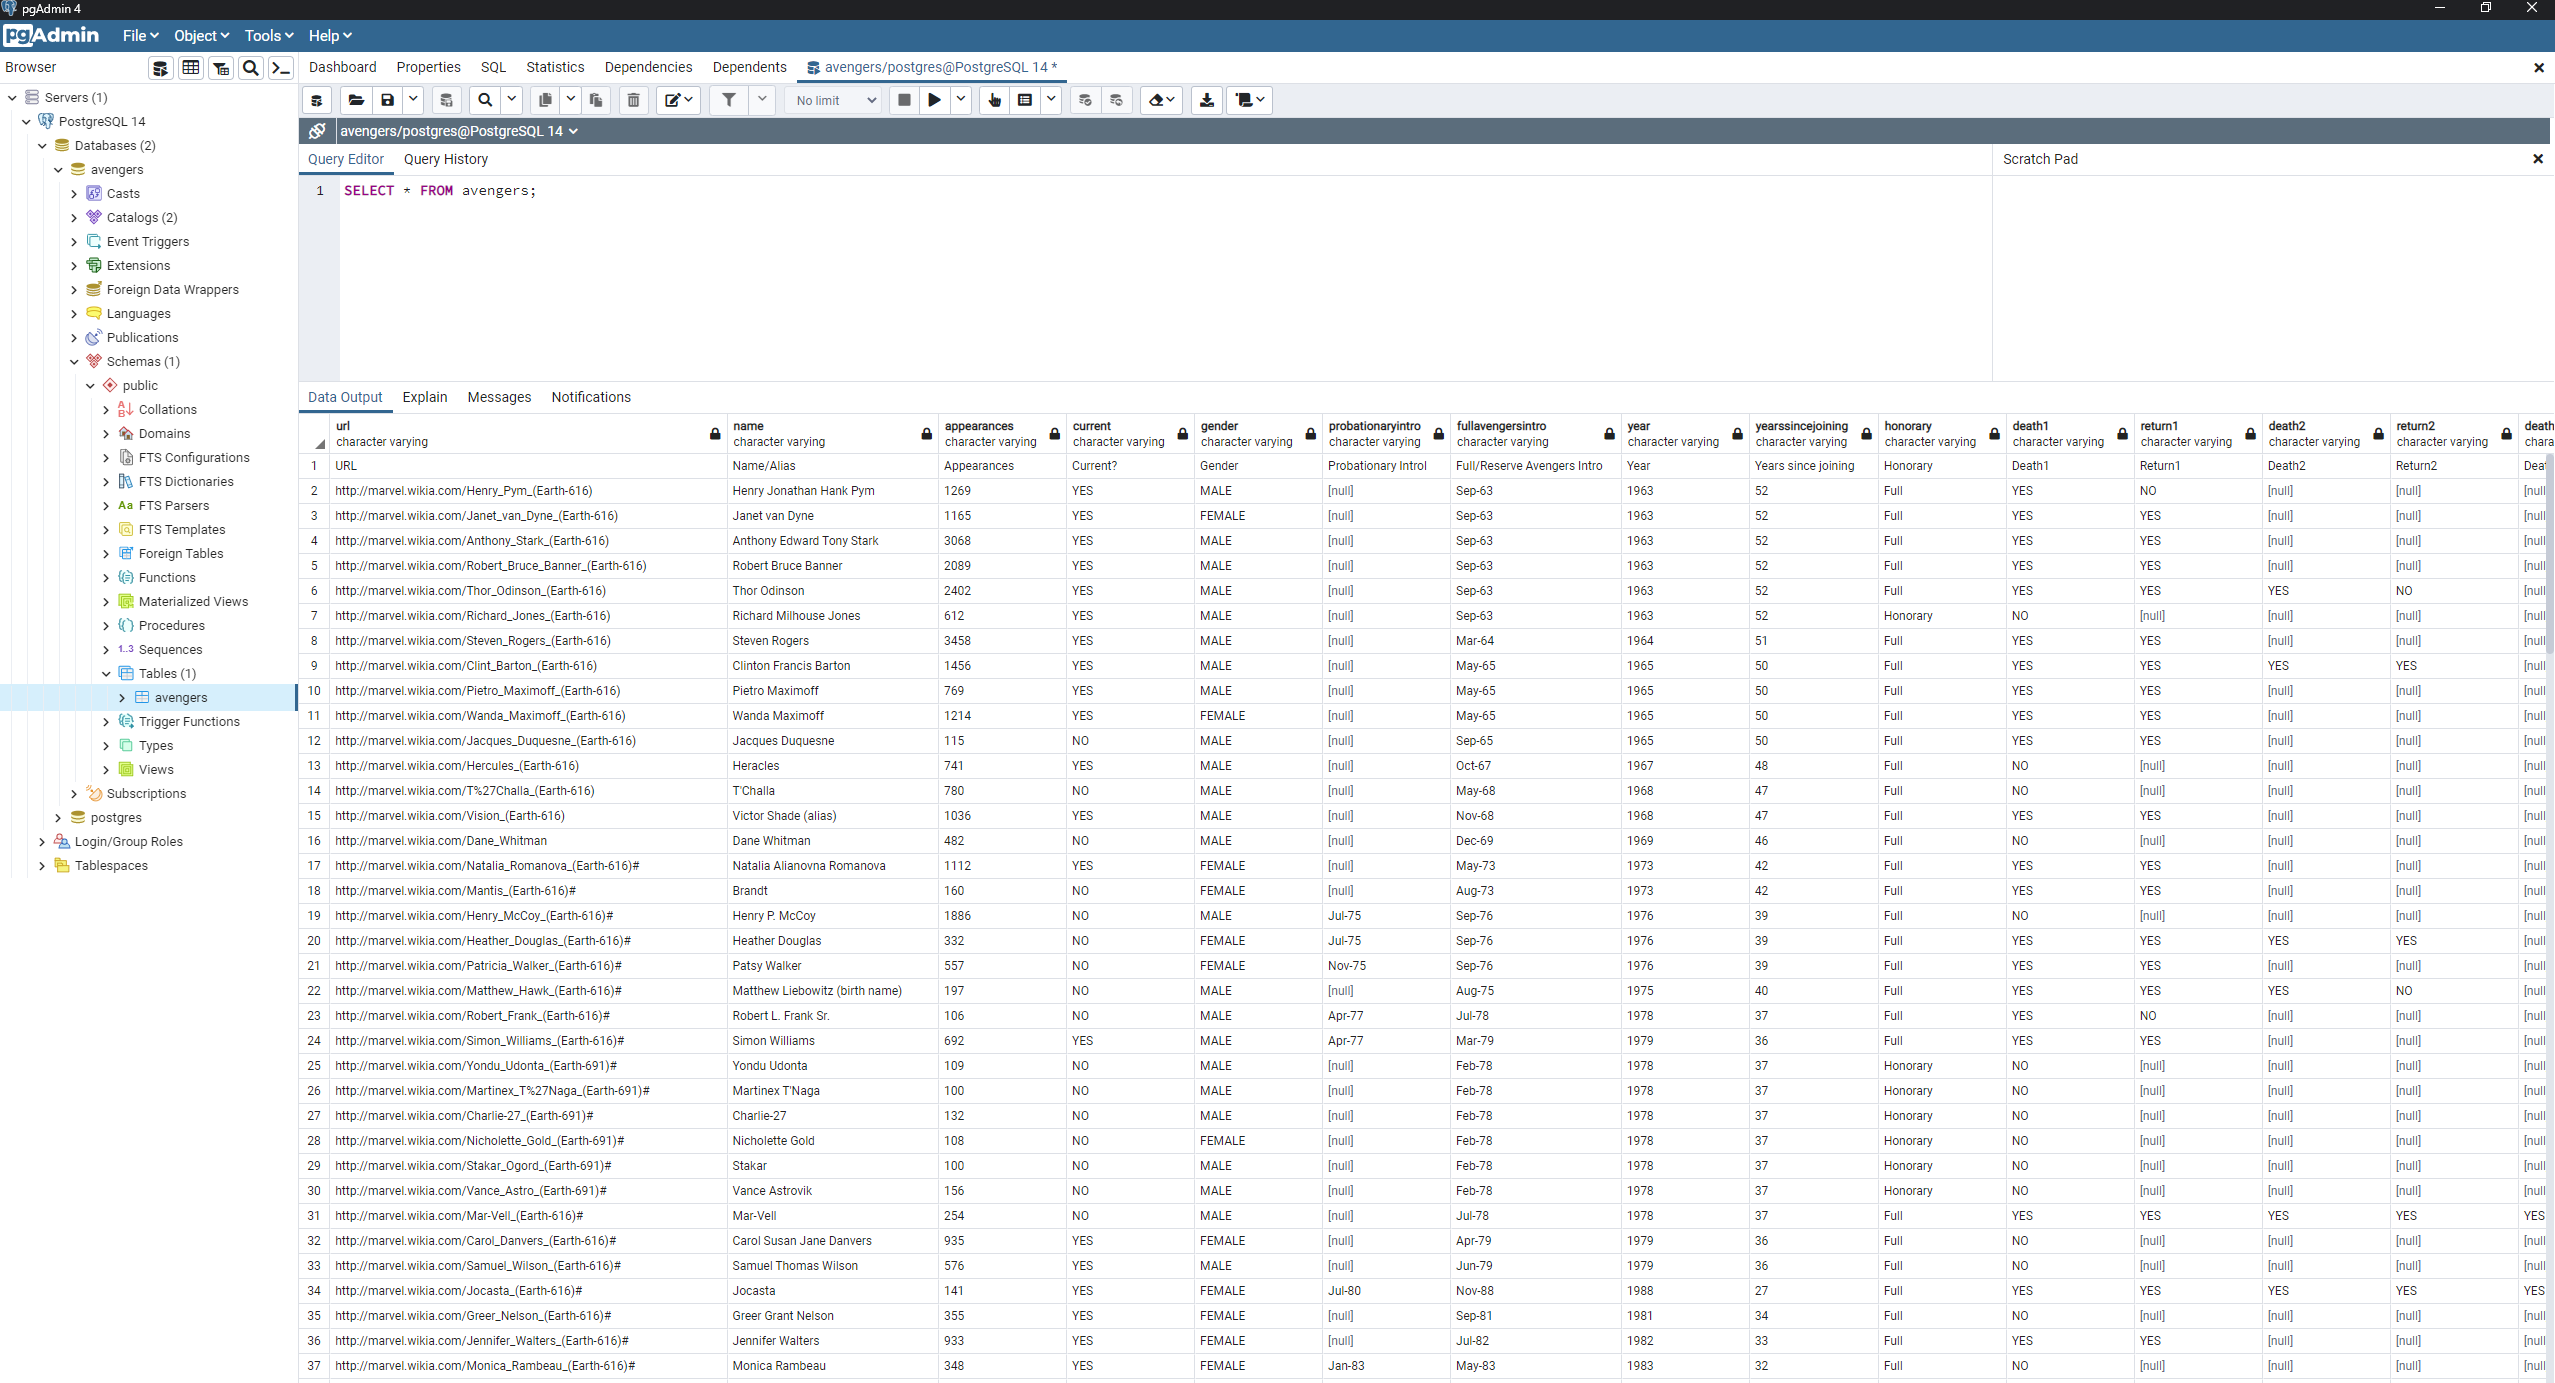 pgAdmin 4
pgAdmin File Object Tools Help
Browser
Dashboard Properties SQL Statistics Dependencies Dependents avengers/postgres@PostgreSQL 14 *
No limit
avengers/postgres@PostgreSQL 14
Query Editor Query History
Scratch Pad
1 SELECT * FROM avengers;
Servers (1)
PostgreSQL 14
Databases (2)
avengers
Casts
Catalogs (2)
Event Triggers
Extensions
Foreign Data Wrappers
Languages
Publications
Schemas (1)
public
Collations
Domains
FTS Configurations
FTS Dictionaries
FTS Parsers
FTS Templates
Foreign Tables
Functions
Materialized Views
Procedures
1..3 Sequences
Tables (1)
avengers
Trigger Functions
Types
Views
Subscriptions
postgres
Login/Group Roles
Tablespaces
Data Output Explain Messages Notifications
url name appearances current gender probationaryintro fullavengersintro year yearssincejoining honorary death1 return1 death2 return2 death
character varying character varying character varying character varying character varying character varying character varying character varying character varying character varying character varying character varying character varying character varying chara
1 URL Name/Alias Appearances Current? Gender Probationary Introl Full/Reserve Avengers Intro Year Years since joining Honorary Death1 Return1 Death2 Return2 Deat
2 http://marvel.wikia.com/Henry_Pym_(Earth-616) Henry Jonathan Hank Pym 1269 YES MALE [null] Sep-63 1963 52 Full YES NO [null] [null] [null
3 http://marvel.wikia.com/Janet_van_Dyne_(Earth-616) Janet van Dyne 1165 YES FEMALE [null] Sep-63 1963 52 Full YES YES [null] [null] [null
4 http://marvel.wikia.com/Anthony_Stark_(Earth-616) Anthony Edward Tony Stark 3068 YES MALE [null] Sep-63 1963 52 Full YES YES [null] [null] [null
5 http://marvel.wikia.com/Robert_Bruce_Banner_(Earth-616) Robert Bruce Banner 2089 YES MALE [null] Sep-63 1963 52 Full YES YES [null] [null] [null
6 http://marvel.wikia.com/Thor_Odinson_(Earth-616) Thor Odinson 2402 YES MALE [null] Sep-63 1963 52 Full YES YES YES NO [null
7 http://marvel.wikia.com/Richard_Jones_(Earth-616) Richard Milhouse Jones 612 YES MALE [null] Sep-63 1963 52 Honorary NO [null] [null] [null] [null
8 http://marvel.wikia.com/Steven_Rogers_(Earth-616) Steven Rogers 3458 YES MALE [null] Mar-64 1964 51 Full YES YES [null] [null] [null
9 http://marvel.wikia.com/Clint_Barton_(Earth-616) Clinton Francis Barton 1456 YES MALE [null] May-65 1965 50 Full YES YES YES YES [null
10 http://marvel.wikia.com/Pietro_Maximoff_(Earth-616) Pietro Maximoff 769 YES MALE [null] May-65 1965 50 Full YES YES [null] [null] [null
11 http://marvel.wikia.com/Wanda_Maximoff_(Earth-616) Wanda Maximoff 1214 YES FEMALE [null] May-65 1965 50 Full YES YES [null] [null] [null
12 http://marvel.wikia.com/Jacques_Duquesne_(Earth-616) Jacques Duquesne 115 NO MALE [null] Sep-65 1965 50 Full YES YES [null] [null] [null
13 http://marvel.wikia.com/Hercules_(Earth-616) Heracles 741 YES MALE [null] Oct-67 1967 48 Full NO [null] [null] [null] [null
14 http://marvel.wikia.com/T%27Challa_(Earth-616) T'Challa 780 NO MALE [null] May-68 1968 47 Full NO [null] [null] [null] [null
15 http://marvel.wikia.com/Vision_(Earth-616) Victor Shade (alias) 1036 YES MALE [null] Nov-68 1968 47 Full YES YES [null] [null] [null
16 http://marvel.wikia.com/Dane_Whitman Dane Whitman 482 NO MALE [null] Dec-69 1969 46 Full NO [null] [null] [null] [null
17 http://marvel.wikia.com/Natalia_Romanova_(Earth-616)# Natalia Alianovna Romanova 1112 YES FEMALE [null] May-73 1973 42 Full YES YES [null] [null] [null
18 http://marvel.wikia.com/Mantis_(Earth-616)# Brandt 160 NO FEMALE [null] Aug-73 1973 42 Full YES YES [null] [null] [null
19 http://marvel.wikia.com/Henry_McCoy_(Earth-616)# Henry P. McCoy 1886 NO MALE Jul-75 Sep-76 1976 39 Full NO [null] [null] [null] [null
20 http://marvel.wikia.com/Heather_Douglas_(Earth-616)# Heather Douglas 332 NO FEMALE Jul-75 Sep-76 1976 39 Full YES YES YES YES [null
21 http://marvel.wikia.com/Patricia_Walker_(Earth-616)# Patsy Walker 557 NO FEMALE Nov-75 Sep-76 1976 39 Full YES YES [null] [null] [null
22 http://marvel.wikia.com/Matthew_Hawk_(Earth-616)# Matthew Liebowitz (birth name) 197 NO MALE [null] Aug-75 1975 40 Full YES YES YES NO [null
23 http://marvel.wikia.com/Robert_Frank_(Earth-616)# Robert L. Frank Sr. 106 NO MALE Apr-77 Jul-78 1978 37 Full YES NO [null] [null] [null
24 http://marvel.wikia.com/Simon_Williams_(Earth-616)# Simon Williams 692 YES MALE Apr-77 Mar-79 1979 36 Full YES YES [null] [null] [null
25 http://marvel.wikia.com/Yondu_Udonta_(Earth-691)# Yondu Udonta 109 NO MALE [null] Feb-78 1978 37 Honorary NO [null] [null] [null] [null
26 http://marvel.wikia.com/Martinex_T%27Naga_(Earth-691)# Martinex T'Naga 100 NO MALE [null] Feb-78 1978 37 Honorary NO [null] [null] [null] [null
27 http://marvel.wikia.com/Charlie-27_(Earth-691)# Charlie-27 132 NO MALE [null] Feb-78 1978 37 Honorary NO [null] [null] [null] [null
28 http://marvel.wikia.com/Nicholette_Gold_(Earth-691)# Nicholette Gold 108 NO FEMALE [null] Feb-78 1978 37 Honorary NO [null] [null] [null] [null
29 http://marvel.wikia.com/Stakar_Ogord_(Earth-691)# Stakar 100 NO MALE [null] Feb-78 1978 37 Honorary NO [null] [null] [null] [null
30 http://marvel.wikia.com/Vance_Astro_(Earth-691)# Vance Astrovik 156 NO MALE [null] Feb-78 1978 37 Honorary NO [null] [null] [null] [null
31 http://marvel.wikia.com/Mar-Vell_(Earth-616)# Mar-Vell 254 NO MALE [null] Jul-78 1978 37 Full YES YES YES YES YES
32 http://marvel.wikia.com/Carol_Danvers_(Earth-616)# Carol Susan Jane Danvers 935 YES FEMALE [null] Apr-79 1979 36 Full NO [null] [null] [null] [null
33 http://marvel.wikia.com/Samuel_Wilson_(Earth-616)# Samuel Thomas Wilson 576 YES MALE [null] Jun-79 1979 36 Full NO [null] [null] [null] [null
34 http://marvel.wikia.com/Jocasta_(Earth-616)# Jocasta 141 YES FEMALE Jul-80 Nov-88 1988 27 Full YES YES YES YES YES
35 http://marvel.wikia.com/Greer_Nelson_(Earth-616)# Greer Grant Nelson 355 YES FEMALE [null] Sep-81 1981 34 Full NO [null] [null] [null] [null
36 http://marvel.wikia.com/Jennifer_Walters_(Earth-616)# Jennifer Walters 933 YES FEMALE [null] Jul-82 1982 33 Full YES YES [null] [null] [null
37 http://marvel.wikia.com/Monica_Rambeau_(Earth-616)# Monica Rambeau 348 YES FEMALE Jan-83 May-83 1983 32 Full NO [null] [null] [null] [null